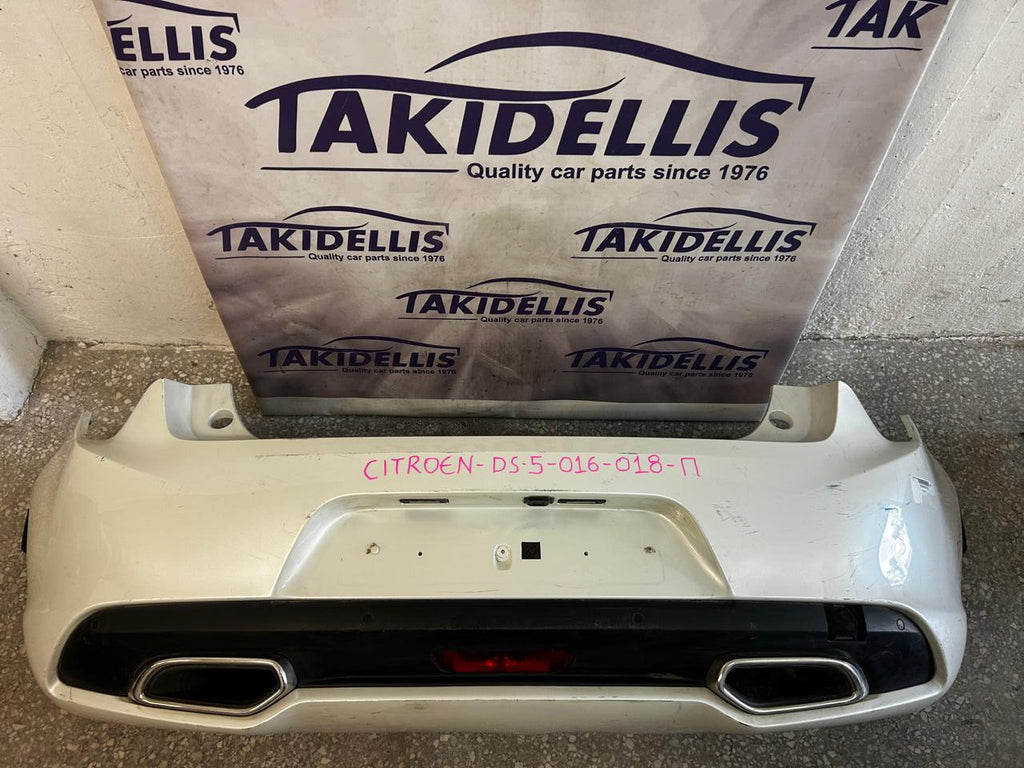 ELLIS
car parts since 1976
TAK
TAKIDELLIS
Quality car parts since 1976
TAKIDELLIS
Quality car parts since 1976
TAKIDELLIS
Quality car parts since 1976
TAKIDELLIS
Quality car parts since 1976
TAKIDELLIS
Quality car parts since 1976
TAKIDELLIS
Quality car parts since 1976
CITROEN-DS.5-016-018-Π